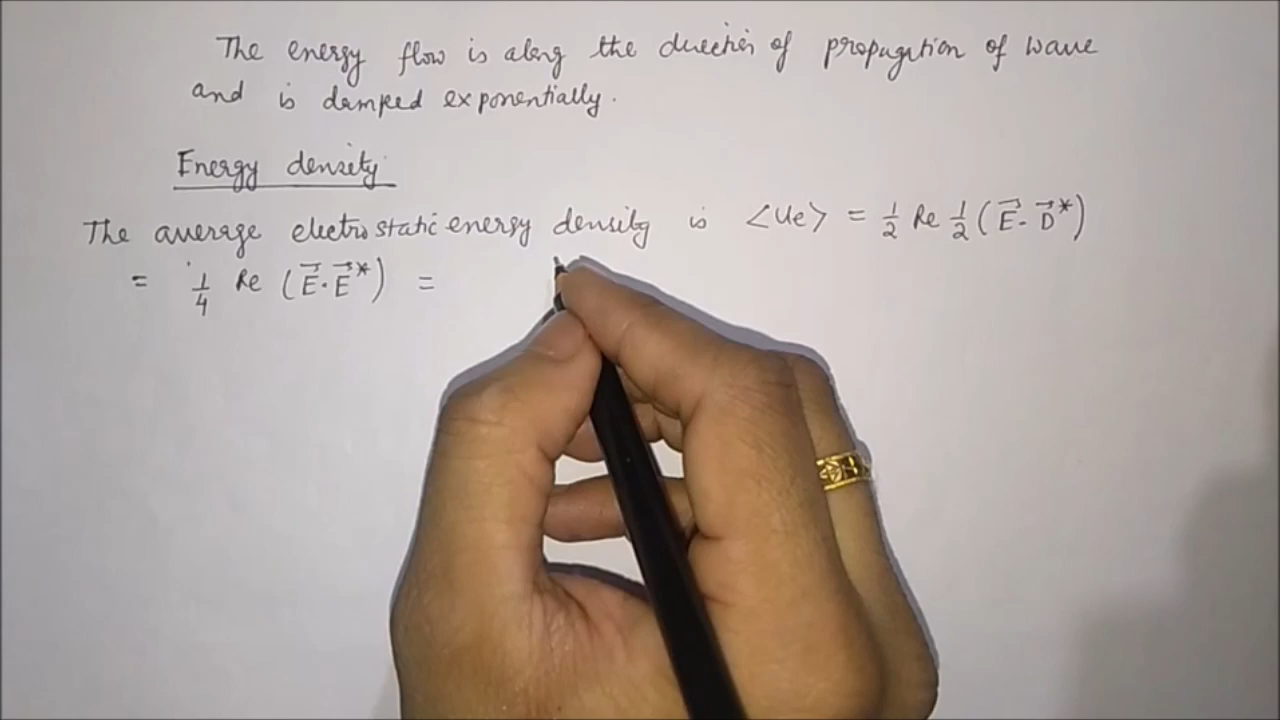 The energy flow is along the direction of propagation of wave
and is damped exponentially.
Energy density
The average electrostatic energy density is <Ue> = 1/2 Re 1/2 (E⃗ . D⃗*)
= 1/4 Re (E⃗ . E⃗*) =